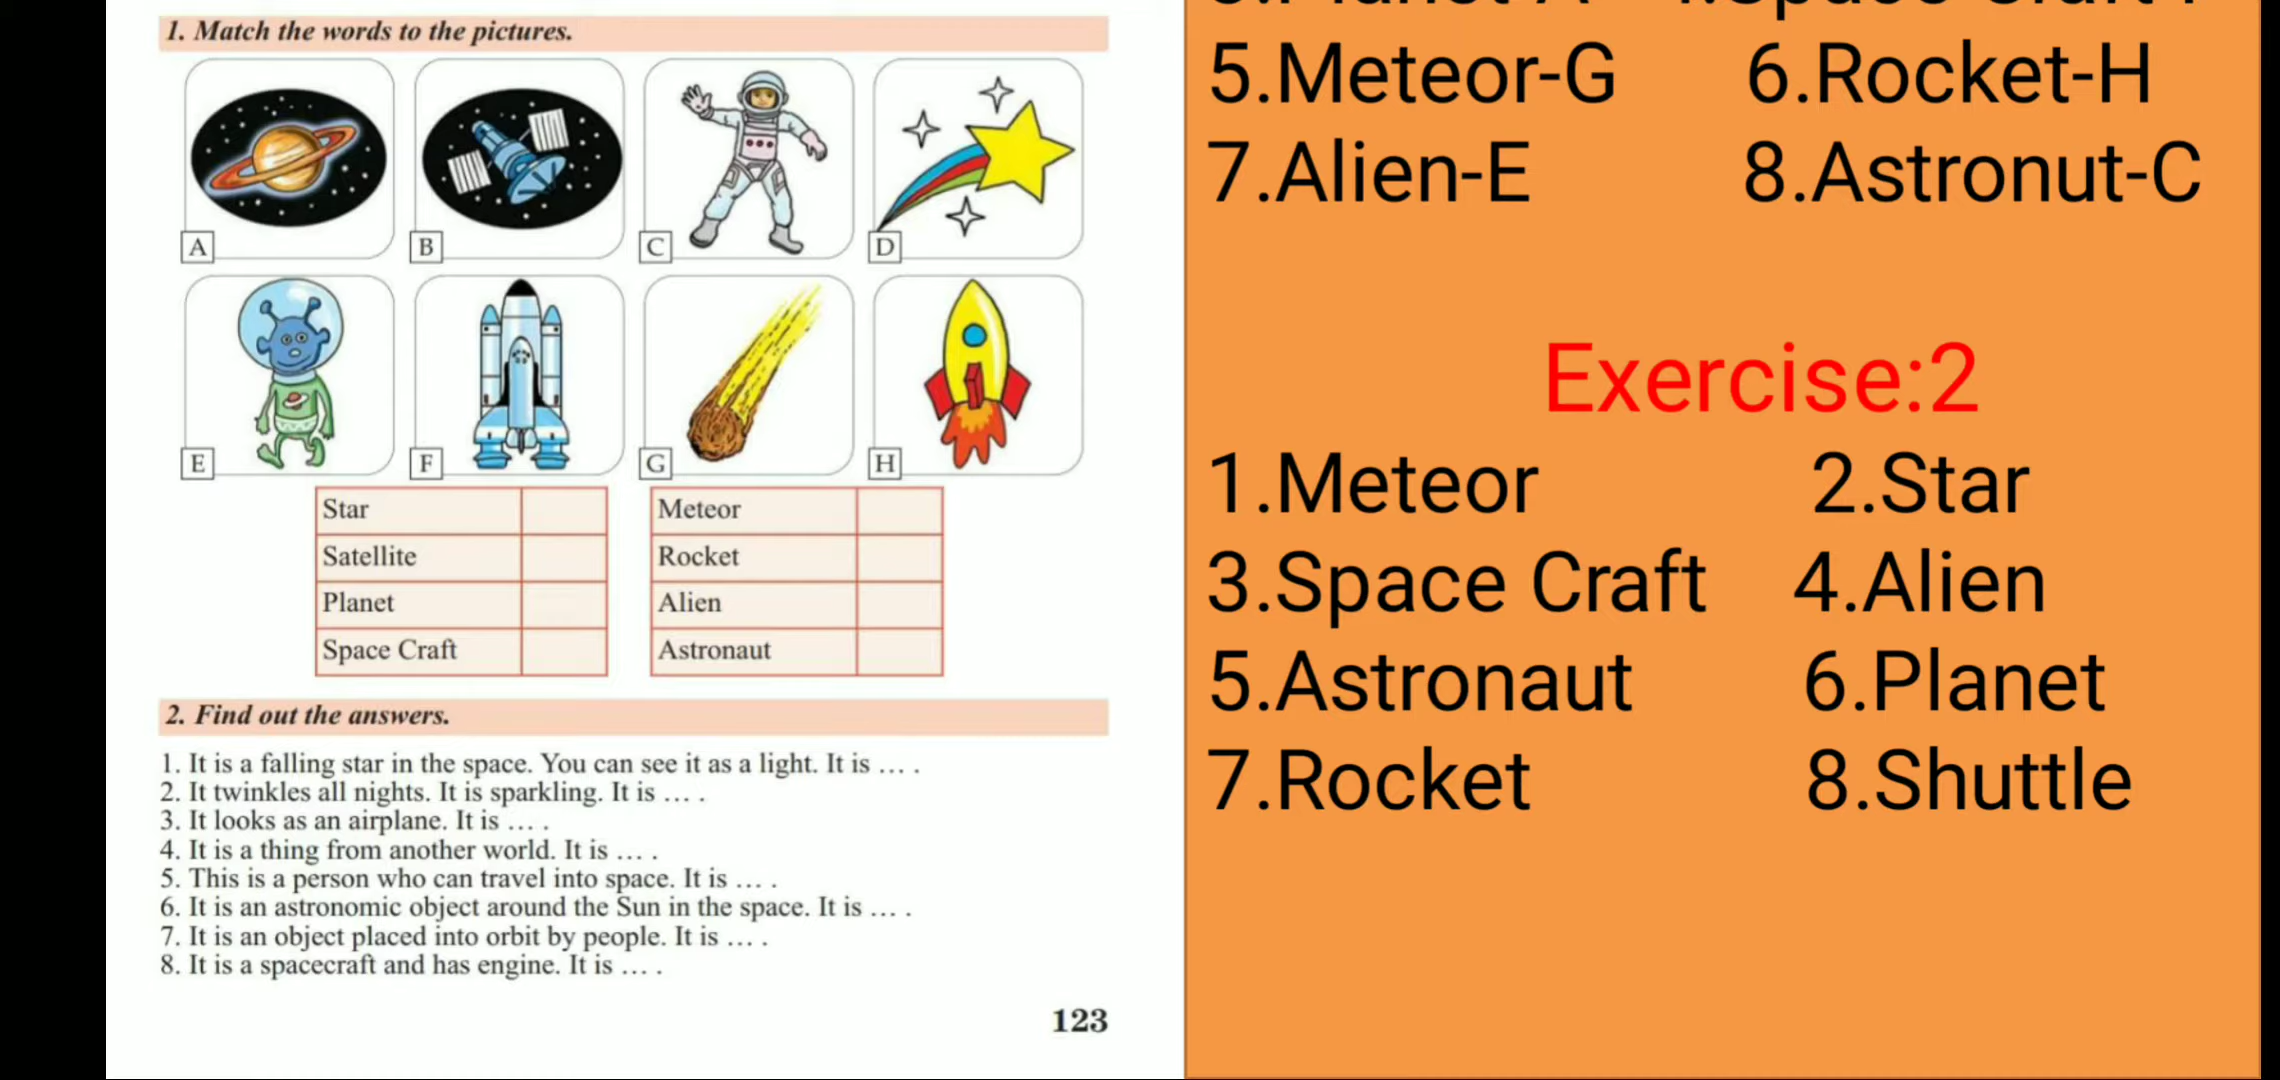 1. Match the words to the pictures.
A
B
C
D
E
F
G
H
Star
Satellite
Planet
Space Craft
Meteor
Rocket
Alien
Astronaut
2. Find out the answers.
1. It is a falling star in the space. You can see it as a light. It is ... .
2. It twinkles all nights. It is sparkling. It is ... .
3. It looks as an airplane. It is ... .
4. It is a thing from another world. It is ... .
5. This is a person who can travel into space. It is ... .
6. It is an astronomic object around the Sun in the space. It is ... .
7. It is an object placed into orbit by people. It is ... .
8. It is a spacecraft and has engine. It is ... .
123
5.Meteor-G 6.Rocket-H
7.Alien-E 8.Astronut-C
Exercise:2
1.Meteor 2.Star
3.Space Craft 4.Alien
5.Astronaut 6.Planet
7.Rocket 8.Shuttle